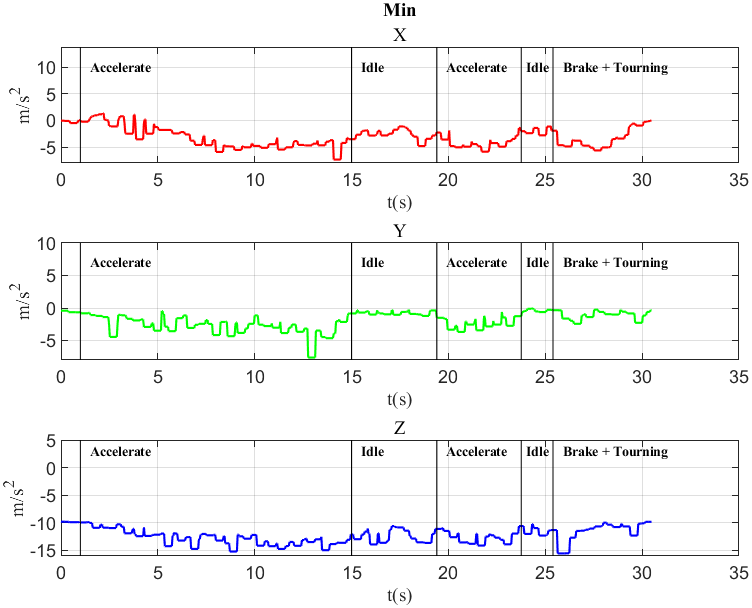 Min
X
10
5
0
-5
m/s²
Accelerate Idle Accelerate Idle Brake + Tourning
0 5 10 15 20 25 30 35
t(s)
Y
10
5
0
-5
m/s²
Accelerate Idle Accelerate Idle Brake + Tourning
0 5 10 15 20 25 30 35
t(s)
Z
5
0
-5
-10
-15
m/s²
Accelerate Idle Accelerate Idle Brake + Tourning
0 5 10 15 20 25 30 35
t(s)